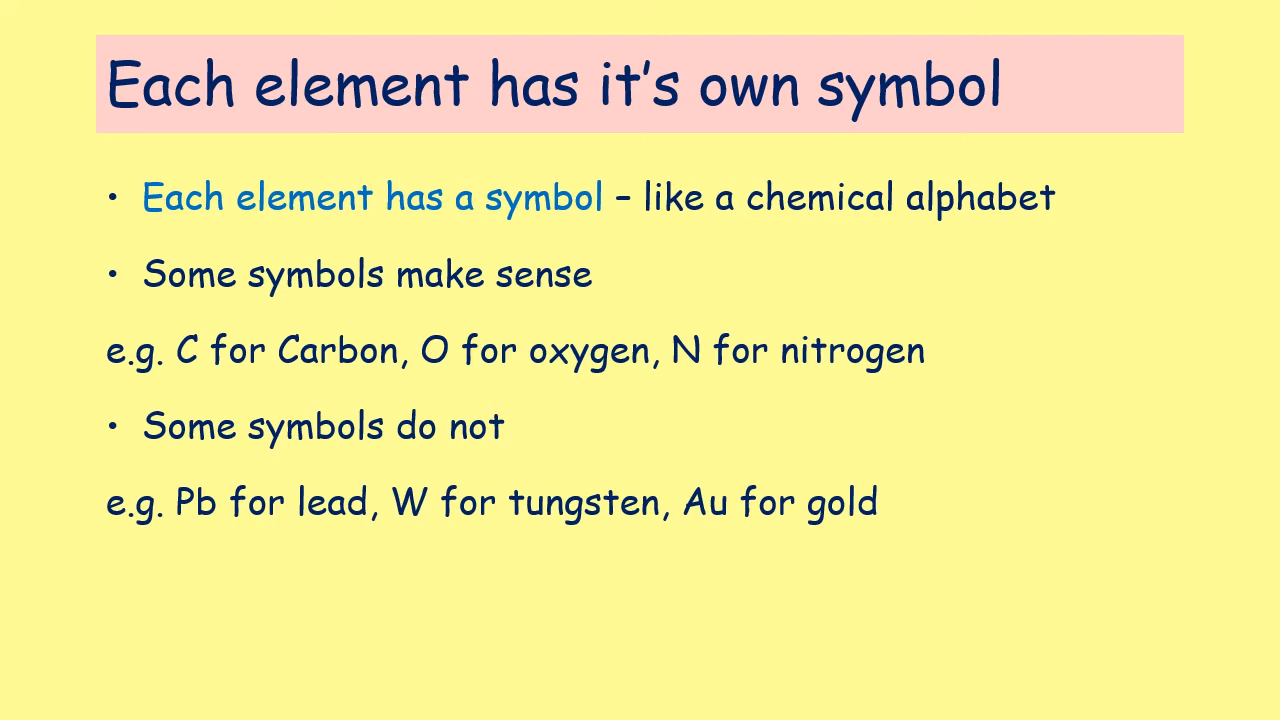 Each element has it’s own symbol
• Each element has a symbol – like a chemical alphabet
• Some symbols make sense
e.g. C for Carbon, O for oxygen, N for nitrogen
• Some symbols do not
e.g. Pb for lead, W for tungsten, Au for gold